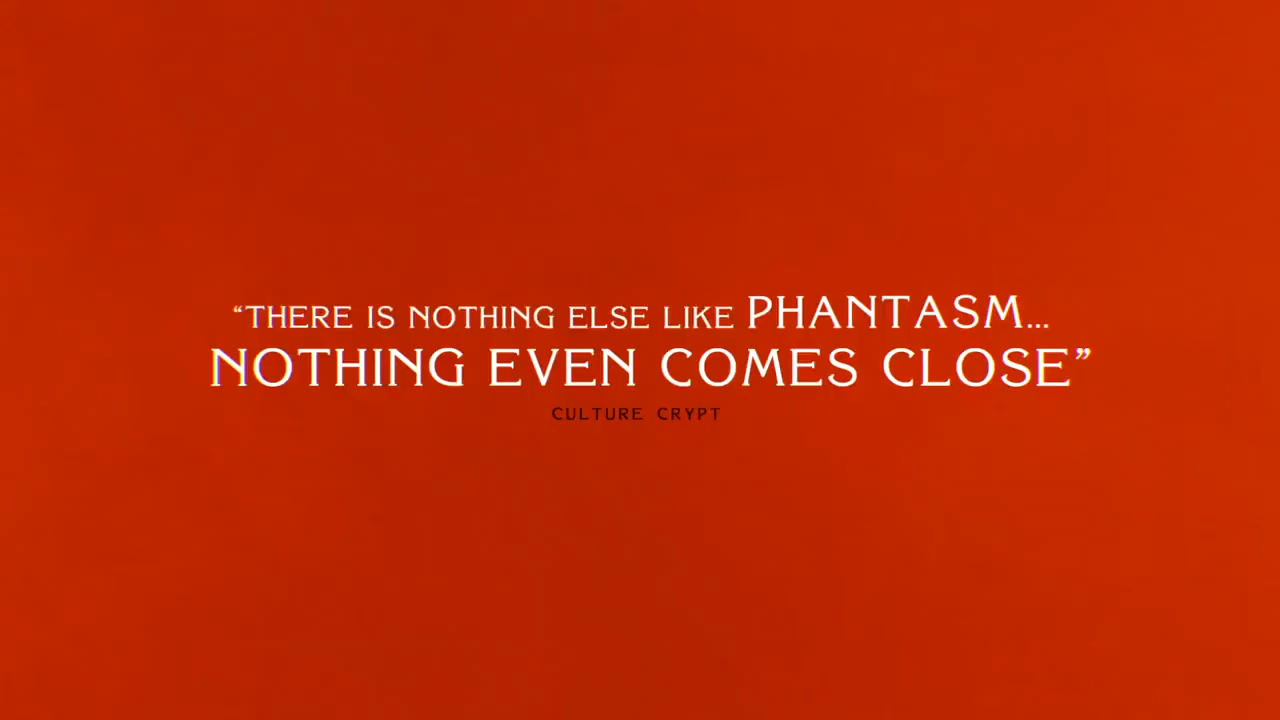 “THERE IS NOTHING ELSE LIKE PHANTASM...
NOTHING EVEN COMES CLOSE”
CULTURE CRYPT